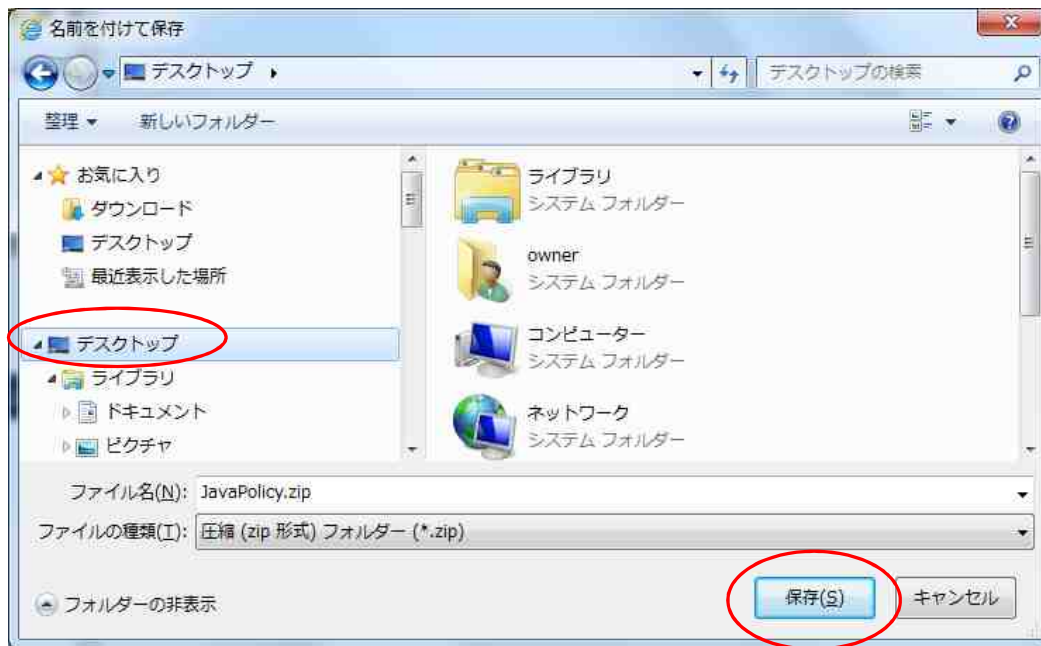 名前を付けて保存
デスクトップ
デスクトップの検索
整理
新しいフォルダー
お気に入り
ダウンロード
デスクトップ
最近表示した場所
デスクトップ
ライブラリ
ドキュメント
ピクチャ
ライブラリ
システム フォルダー
owner
システム フォルダー
コンピューター
システム フォルダー
ネットワーク
システム フォルダー
ファイル名(N): JavaPolicy.zip
ファイルの種類(T): 圧縮 (zip 形式) フォルダー (*.zip)
フォルダーの非表示
保存(S)
キャンセル